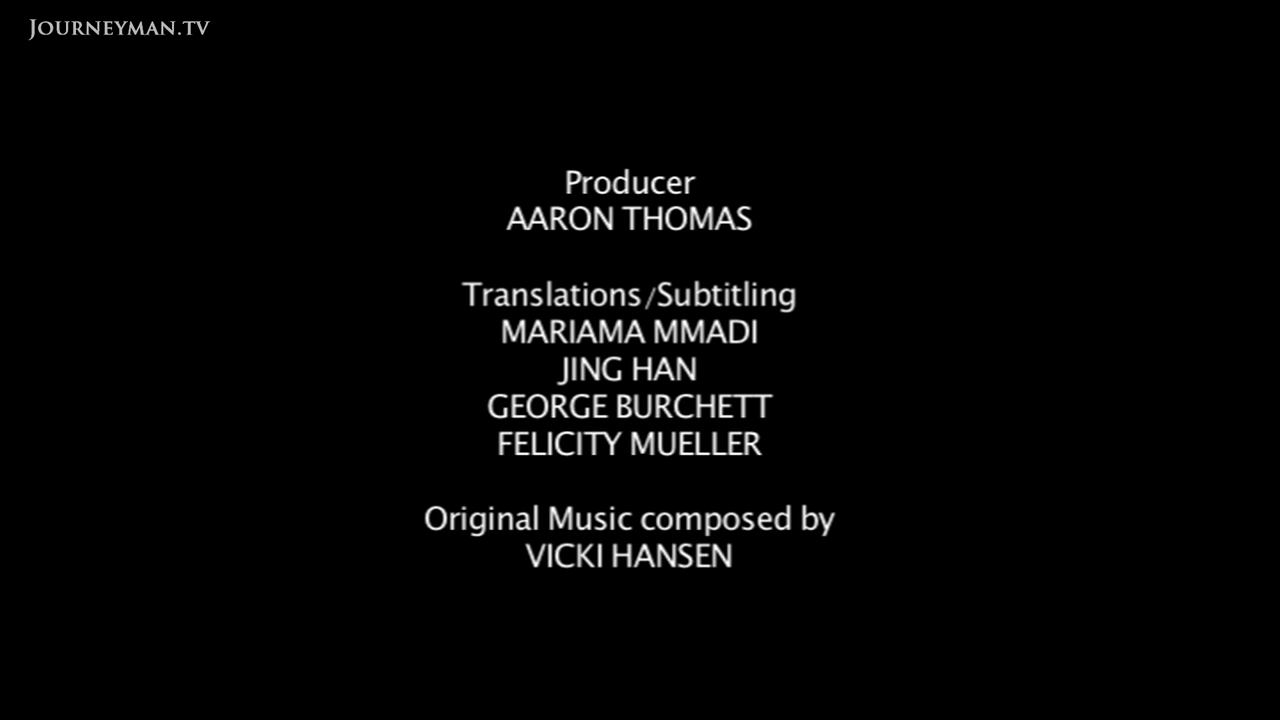 JOURNEYMAN.TV
Producer
AARON THOMAS
Translations/Subtitling
MARIAMA MMADI
JING HAN
GEORGE BURCHETT
FELICITY MUELLER
Original Music composed by
VICKI HANSEN